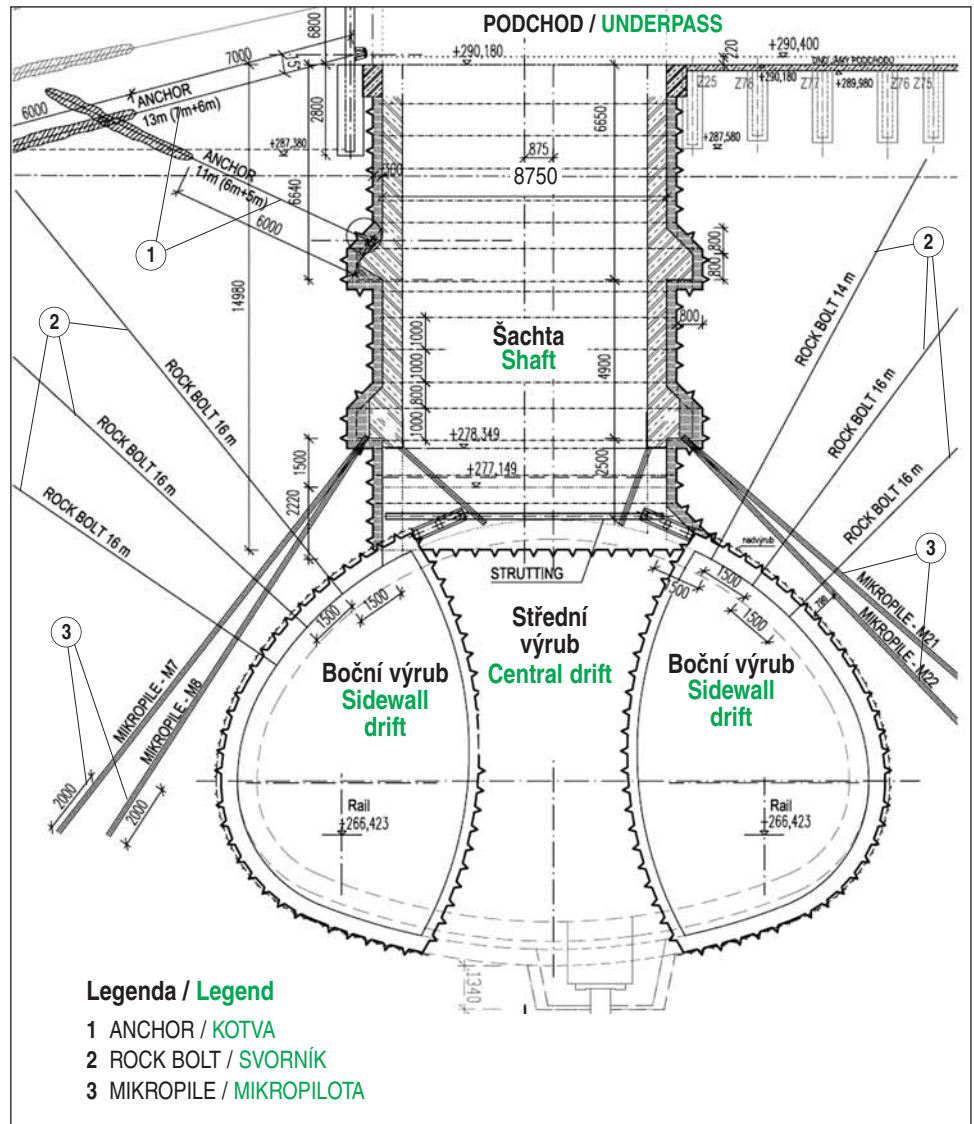 PODCHOD / UNDERPASS
6800
7000
15
+290,180
220
+290,400
DNO JÁMY PODCHODU
Z25
Z78
+290,180
Z77
+289,980
Z76
Z75
6000
ANCHOR
13m (7m+6m)
2800
6650
+287,380
+287,580
ANCHOR
11m (6m+5m)
300
875
8750
6640
6000
1
2
800
800
14980
ROCK BOLT 14 m
2
800
Šachta
Shaft
1000
1000
800
1000
4900
ROCK BOLT 16 m
ROCK BOLT 16 m
ROCK BOLT 16 m
ROCK BOLT 16 m
ROCK BOLT 16 m
+278,349
+277,149
1500
2220
2500
nadvýrub
STRUTTING
3
3
1500
1500
1500
1500
Střední
výrub
Central drift
Boční výrub
Sidewall
drift
Boční výrub
Sidewall
drift
MIKROPILE - M21
MIKROPILE - M22
MIKROPILE - M7
MIKROPILE - M8
2000
2000
Rail
+266,423
Rail
+266,423
1340
Legenda / Legend
1 ANCHOR / KOTVA
2 ROCK BOLT / SVORNÍK
3 MIKROPILE / MIKROPILOTA